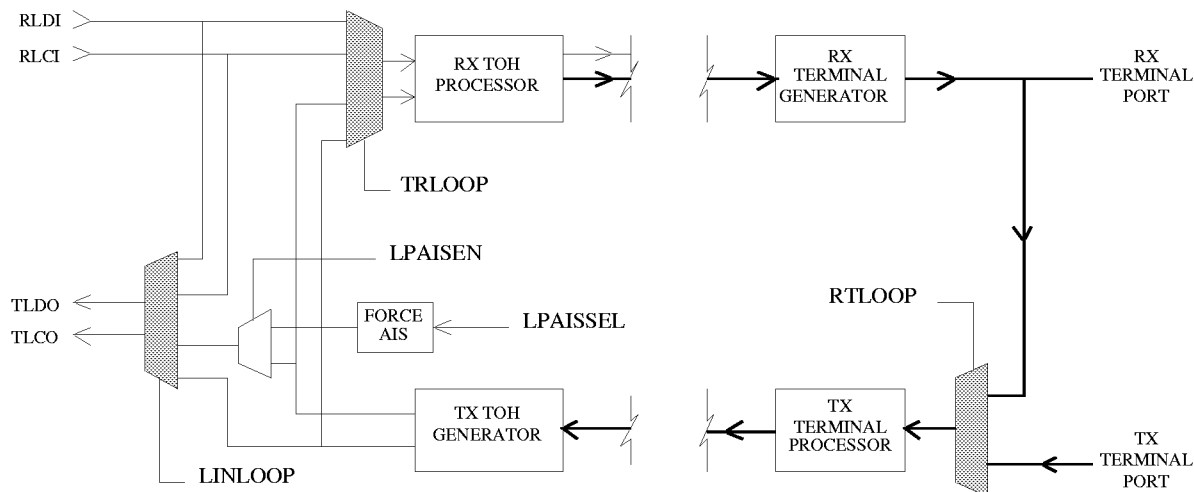 RLDI
RLCI
RX TOH
PROCESSOR
RX
TERMINAL
GENERATOR
RX
TERMINAL
PORT
TRLOOP
LPAISEN
TLDO
TLCO
FORCE
AIS
LPAISSEL
RTLOOP
TX TOH
GENERATOR
TX
TERMINAL
PROCESSOR
TX
TERMINAL
PORT
LINLOOP